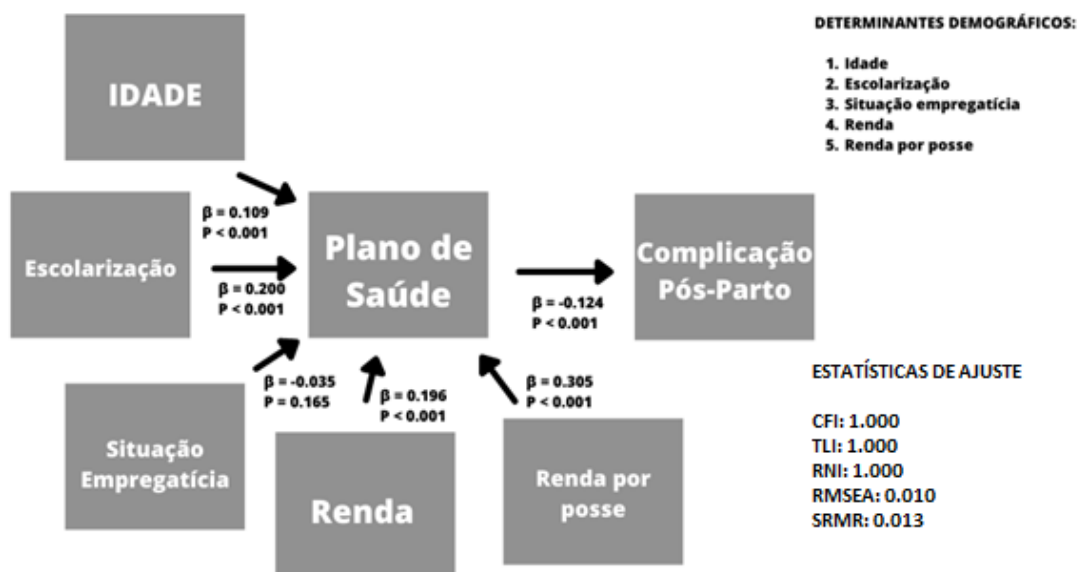 IDADE
β = 0.109
P < 0.001
Escolarização
β = 0.200
P < 0.001
Plano de
Saúde
β = -0.124
P < 0.001
Complicação
Pós-Parto
Situação
Empregatícia
β = -0.035
P = 0.165
Renda
β = 0.196
P < 0.001
Renda por
posse
β = 0.305
P < 0.001
DETERMINANTES DEMOGRÁFICOS:
1. Idade
2. Escolarização
3. Situação empregatícia
4. Renda
5. Renda por posse
ESTATÍSTICAS DE AJUSTE
CFI: 1.000
TLI: 1.000
RNI: 1.000
RMSEA: 0.010
SRMR: 0.013